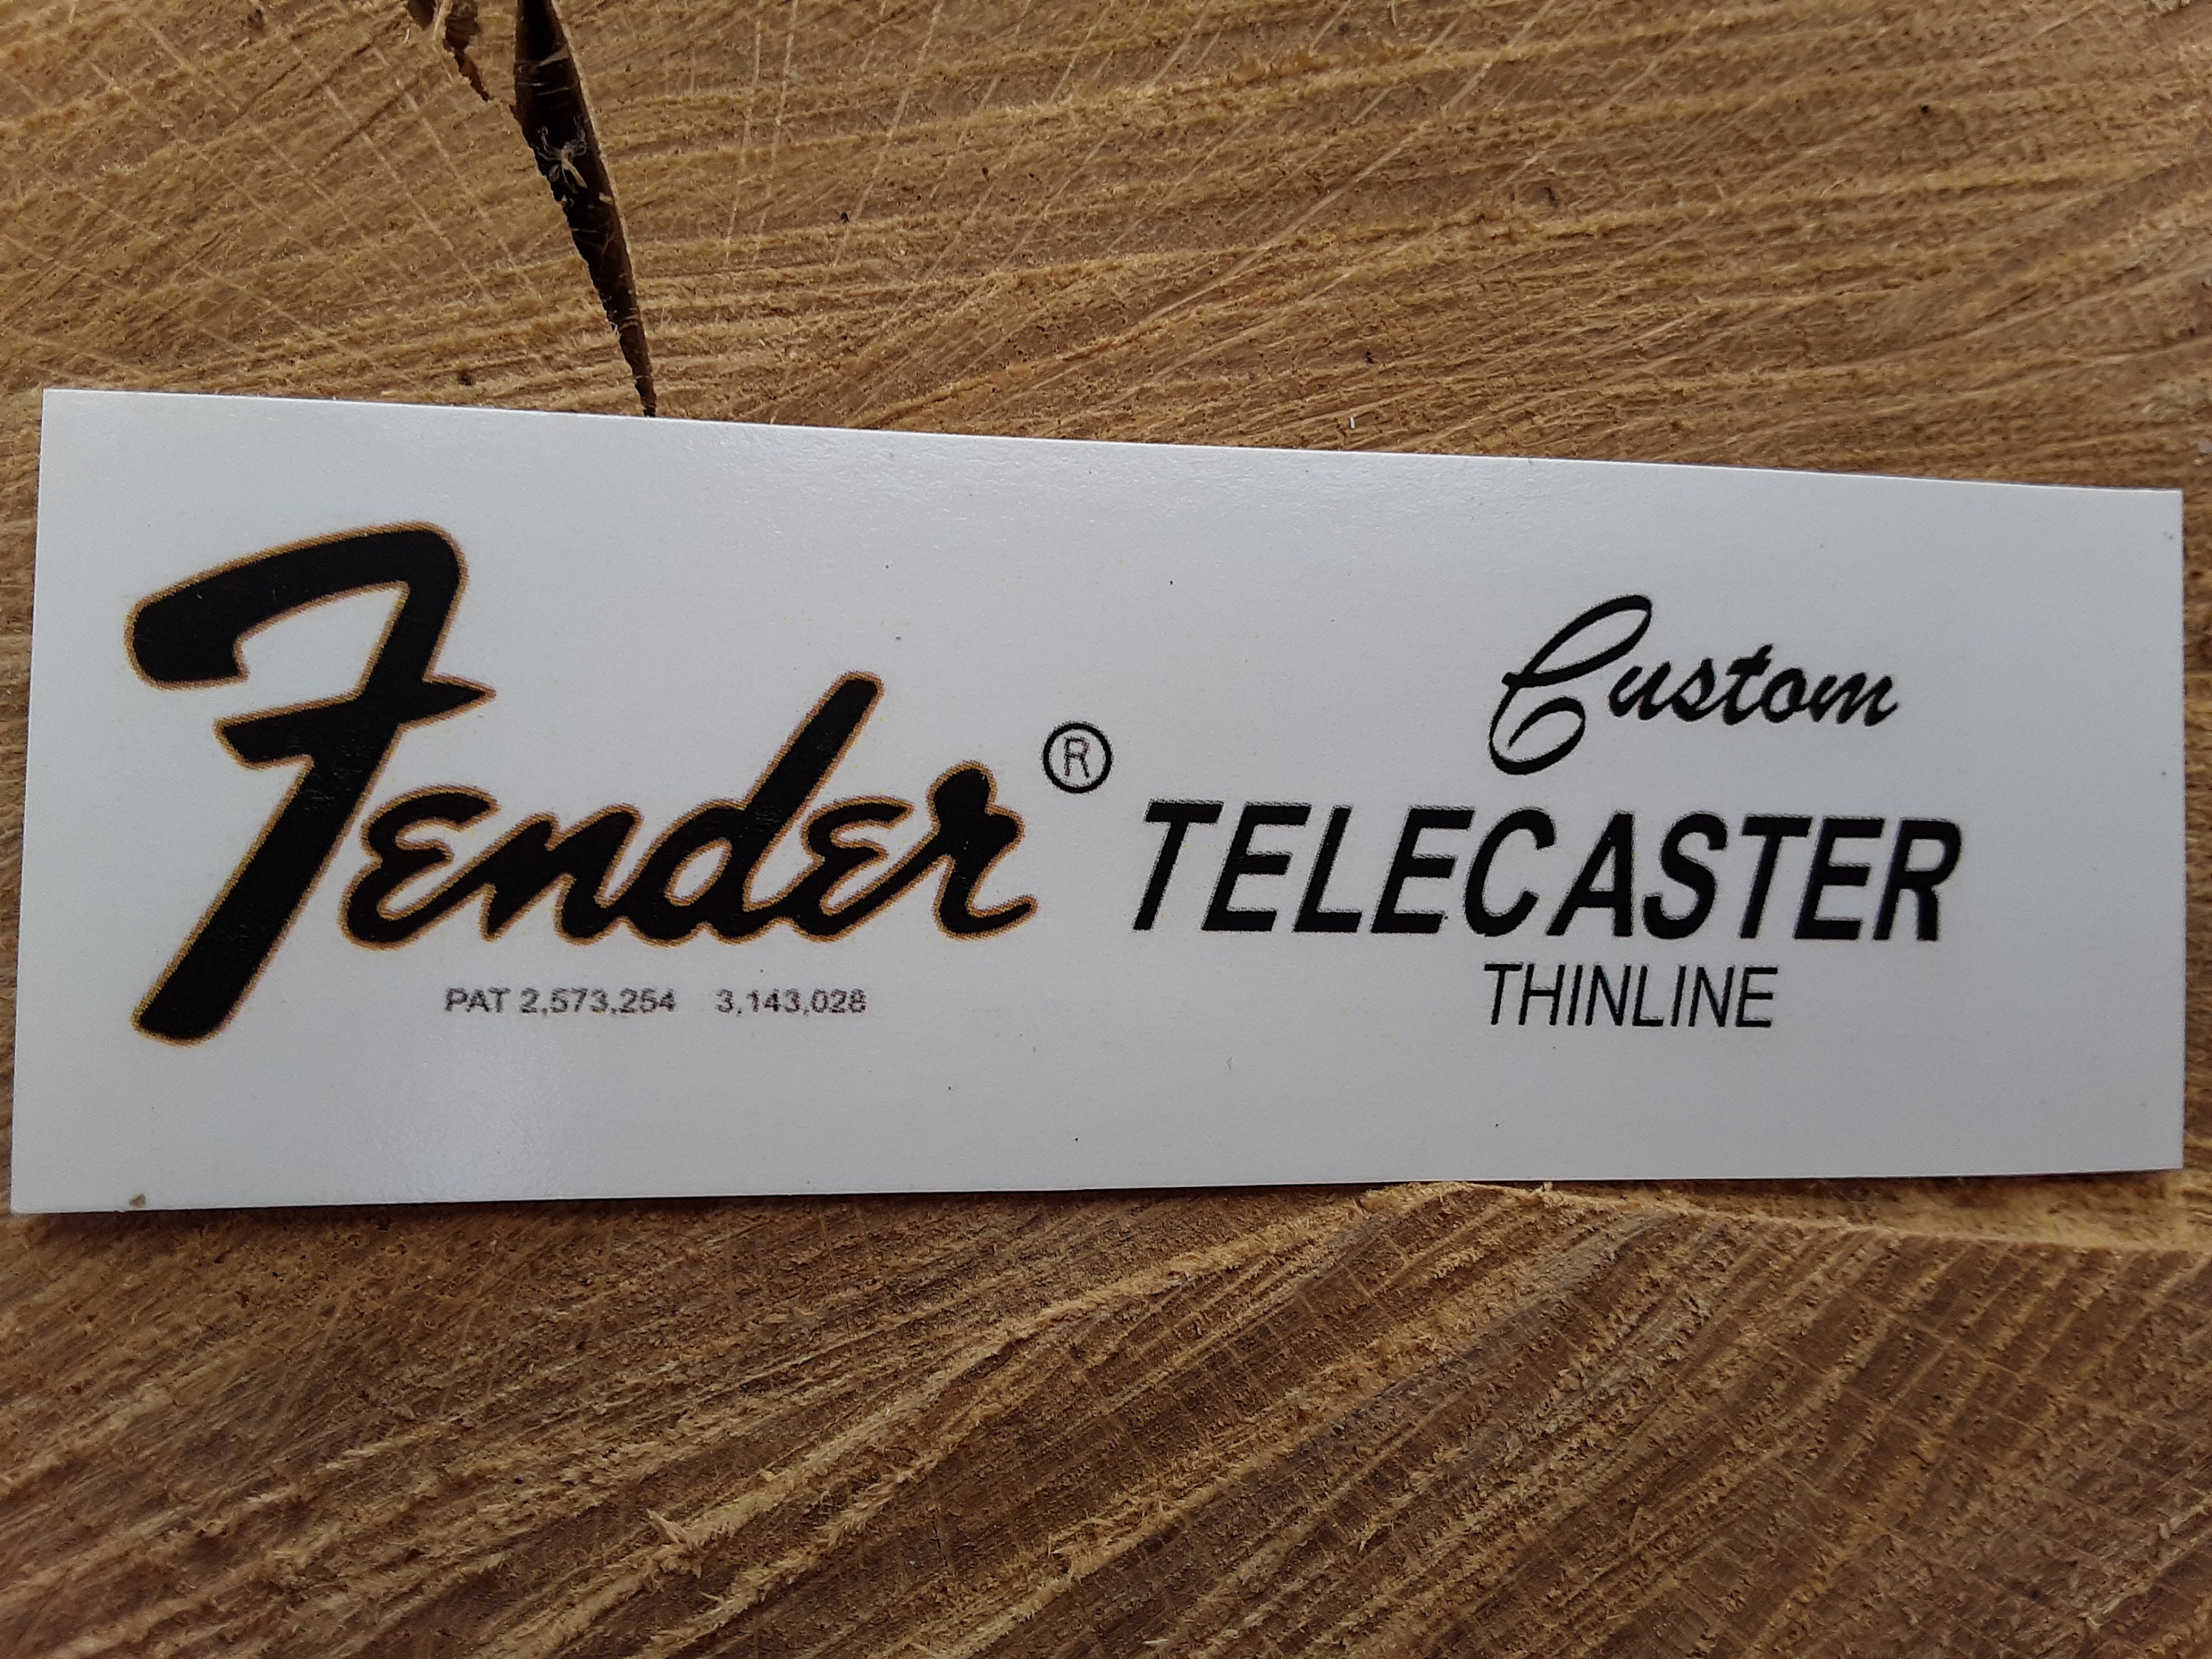 Fender ®
PAT 2,573,254 3,143,028
Custom
TELECASTER
THINLINE